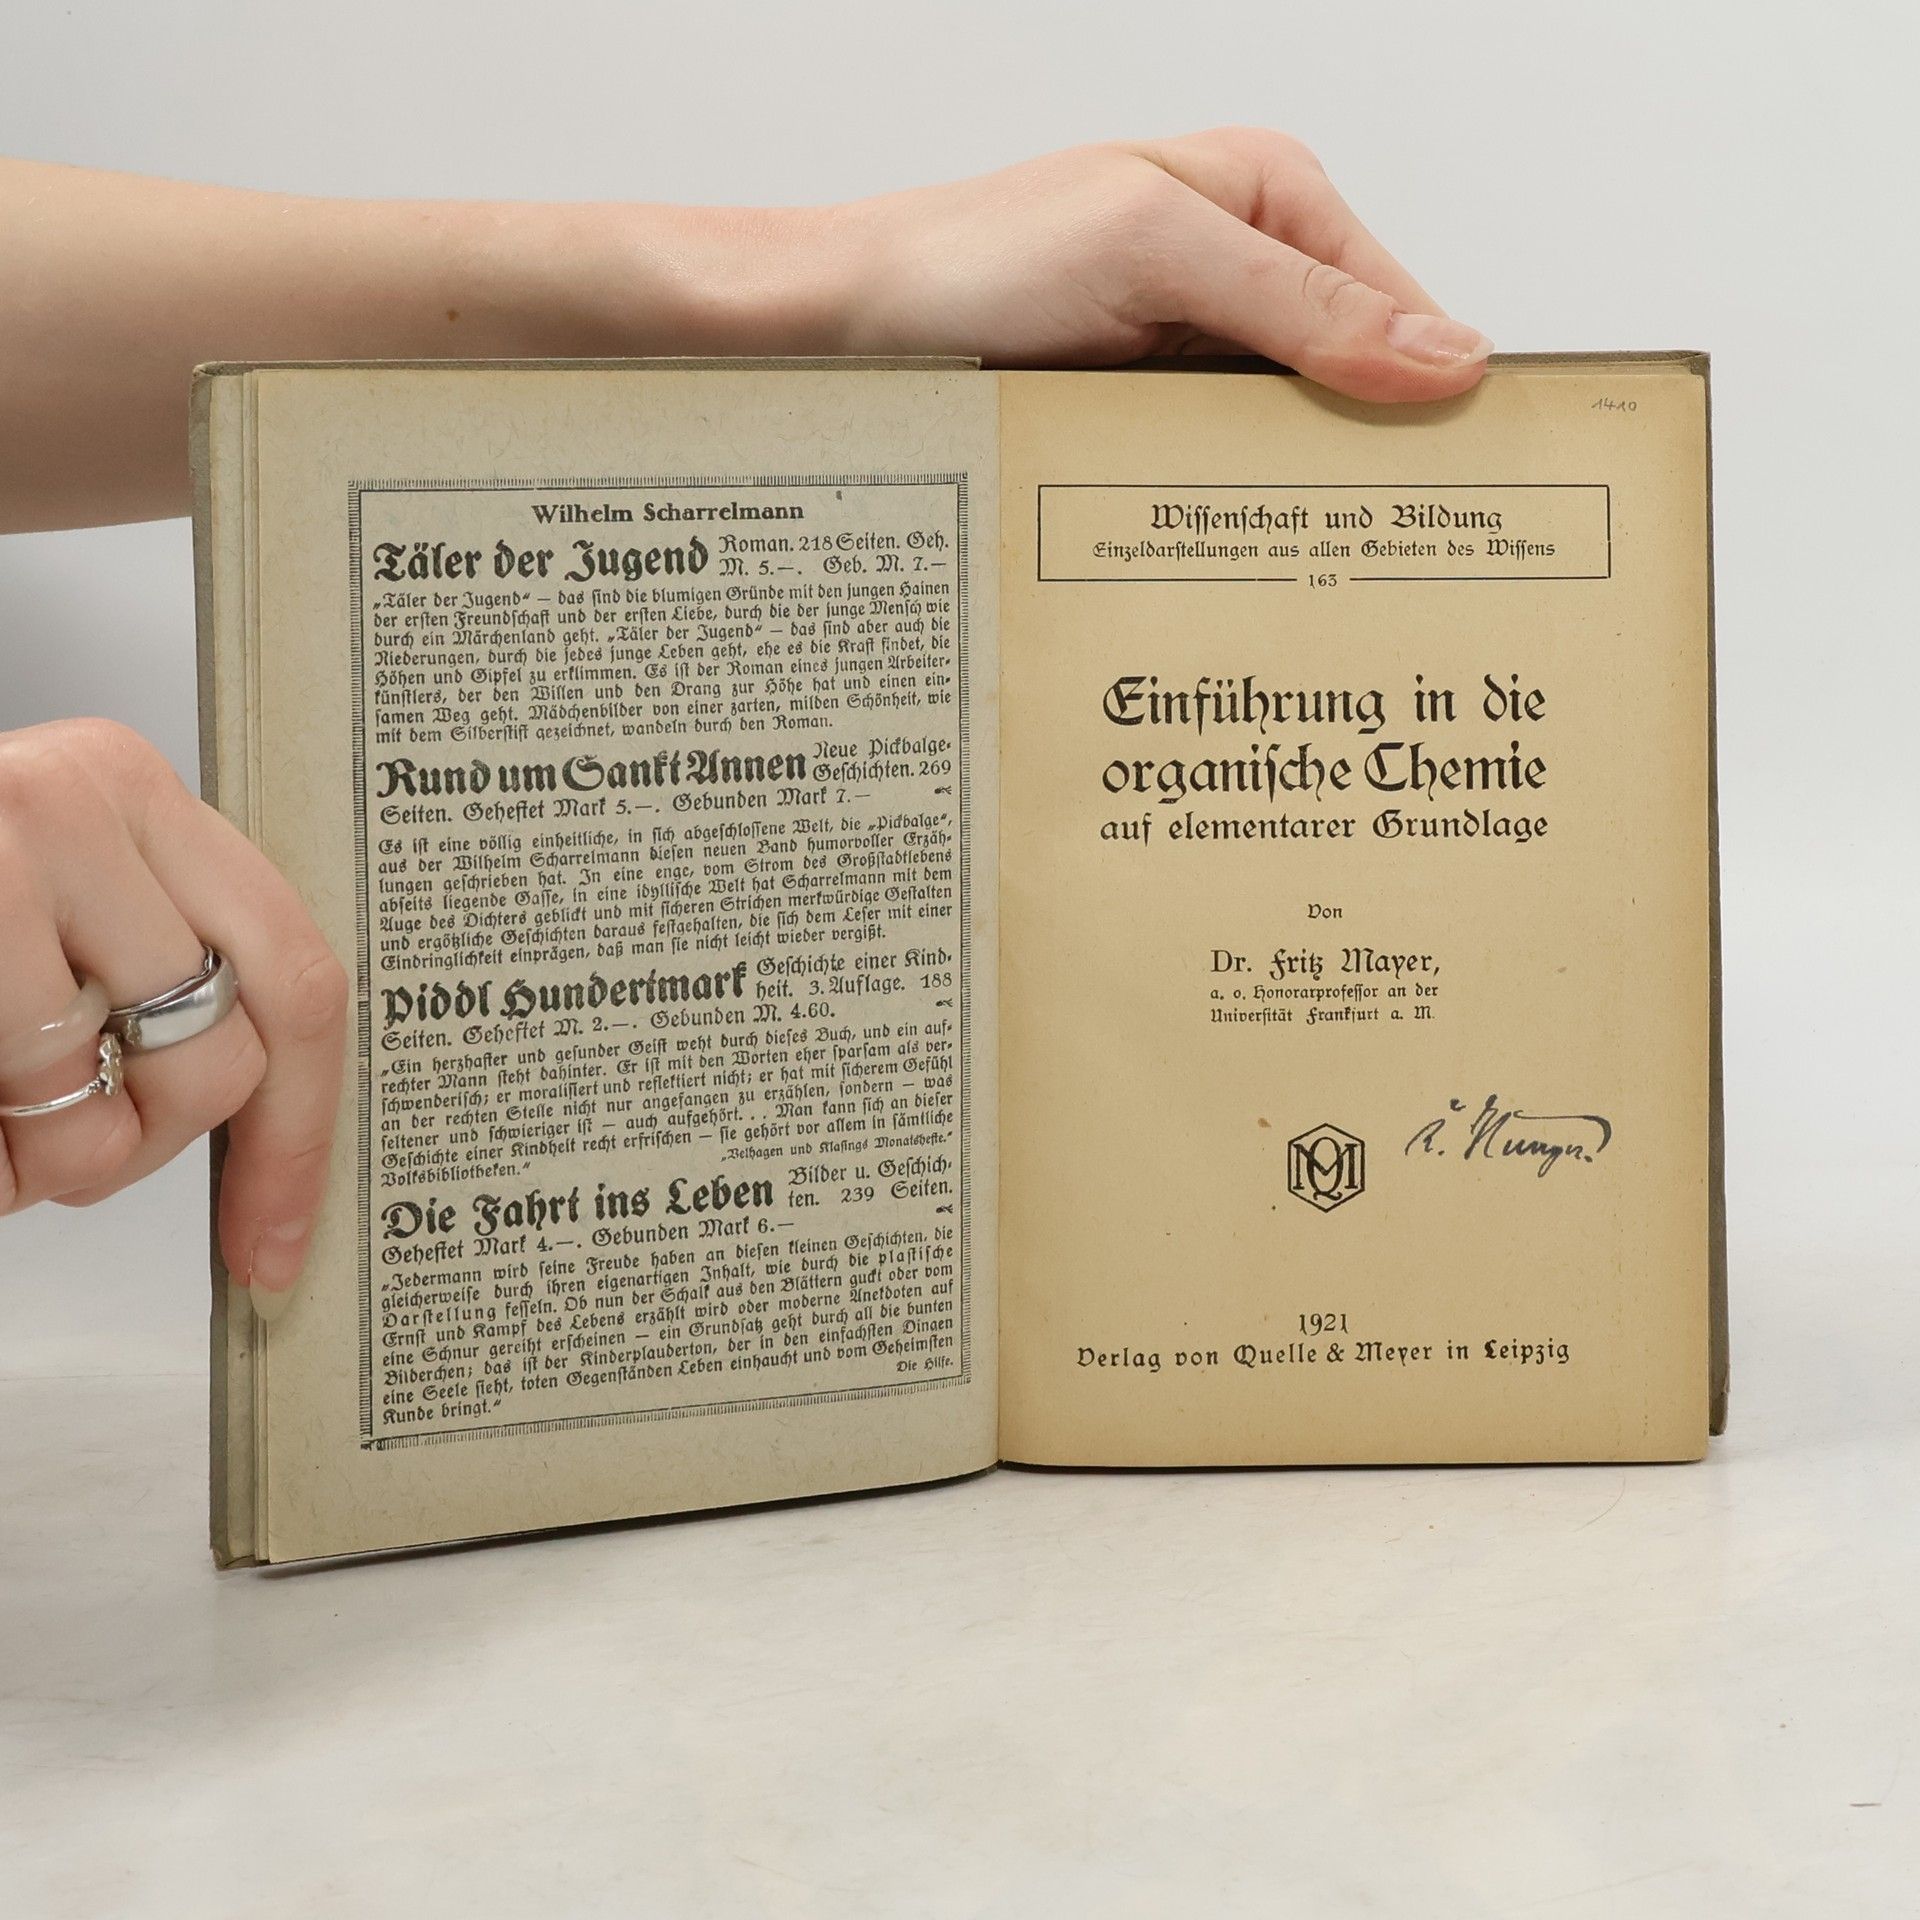 Wilhelm Scharrelmann
Täler der Jugend Roman. 218 Seiten. Geh.
M. 5.—. Geb. M. 7.—
„Täler der Jugend“ — das sind die blumigen Gründe mit den jungen Hainen
der ersten Freundschaft und der ersten Liebe, durch die der junge Mensch wie
durch ein Märchenland geht. „Täler der Jugend“ — das sind aber auch die
Niederungen, durch die jedes junge Leben geht, ehe es die Kraft findet, die
Höhen und Gipfel zu erklimmen. Es ist der Roman eines jungen Arbeiter-
künstlers, der den Willen und den Drang zur Höhe hat und einen ein-
samen Weg geht. Mädchenbilder von einer zarten, milden Schönheit, wie
mit dem Silberstift gezeichnet, wandeln durch den Roman.
Rund um Sankt Annen Neue Pickbalge-
Geschichten. 269
Seiten. Geheftet Mark 5.—. Gebunden Mark 7.—
Es ist eine völlig einheitliche, in sich abgeschlossene Welt, die „Pickbalge“,
aus der Wilhelm Scharrelmann diesen neuen Band humorvoller Erzäh-
lungen geschrieben hat. In eine enge, vom Strom des Großstadtlebens
abseits liegende Gasse, in eine idyllische Welt hat Scharrelmann mit dem
Auge des Dichters geblickt und mit sicheren Strichen merkwürdige Gestalten
und ergötzliche Geschichten daraus festgehalten, die sich dem Leser mit einer
Eindringlichkeit einprägen, daß man sie nicht leicht wieder vergißt.
Piddl Hundertmark Geschichte einer Kind-
heit. 3. Auflage. 188
Seiten. Geheftet M. 2.—. Gebunden M. 4.60.
„Ein herzhafter und gesunder Geist weht durch dieses Buch, und ein auf-
rechter Mann steht dahinter. Er ist mit den Worten eher sparsam als ver-
schwenderisch; er moralisiert und reflektiert nicht; er hat mit sicherem Gefühl
an der rechten Stelle nicht nur angefangen zu erzählen, sondern — was
seltener und schwieriger ist — auch aufgehört. . . Man kann sich an dieser
Geschichte einer Kindheit recht erfrischen — sie gehört vor allem in sämtliche
Volksbibliotheken.“ „Velhagen und Klasings Monatshefte.“
Die Fahrt ins Leben Bilder u. Geschich-
ten. 239 Seiten.
Geheftet Mark 4.—. Gebunden Mark 6.—
„Jedermann wird seine Freude haben an diesen kleinen Geschichten, die
gleicherweise durch ihren eigenartigen Inhalt, wie durch die plastische
Darstellung fesseln. Ob nun der Schalk aus den Blättern guckt oder vom
Ernst und Kampf des Lebens erzählt wird oder moderne Anekdoten auf
eine Schnur gereiht erscheinen — ein Grundsatz geht durch all die bunten
Bilderchen; das ist der Kinderplauderton, der in den einfachsten Dingen
eine Seele sieht, toten Gegenständen Leben einhaucht und vom Geheimsten
Kunde bringt.“ Die Hilfe.
1410
Wissenschaft und Bildung
Einzeldarstellungen aus allen Gebieten des Wissens
163
Einführung in die
organische Chemie
auf elementarer Grundlage
Von
Dr. Fritz Mayer,
a. o. Honorarprofessor an der
Universität Frankfurt a. M.
QM
1921
Verlag von Quelle & Meyer in Leipzig